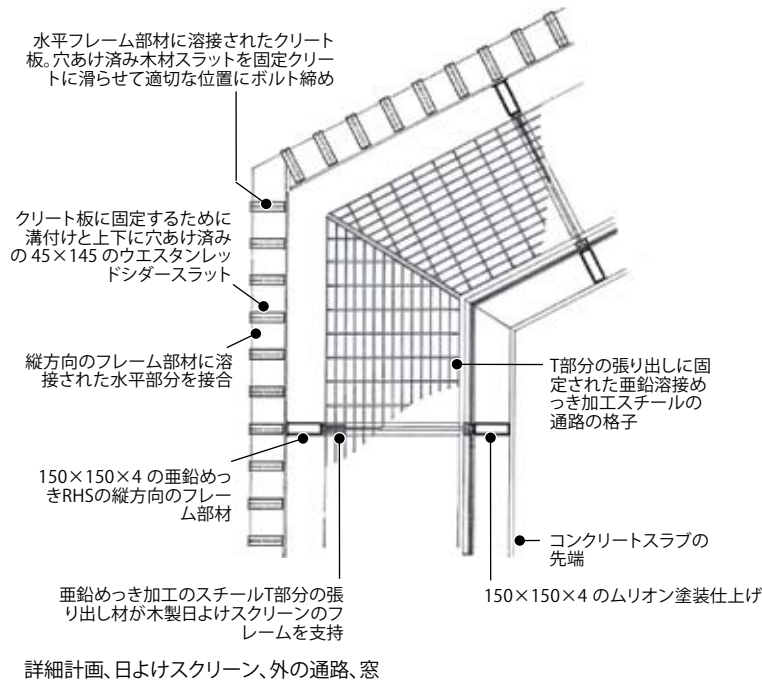 水平フレーム部材に溶接されたクリート
板。穴あけ済み木材スラットを固定クリー
トに滑らせて適切な位置にボルト締め
クリート板に固定するために
溝付けと上下に穴あけ済み
の 45×145 のウエスタンレッ
ドシダースラット
縦方向のフレーム部材に溶
接された水平部分を接合
150×150×4 の亜鉛めっ
きRHSの縦方向のフレー
ム部材
亜鉛めっき加工のスチールT部分の張
り出し材が木製日よけスクリーンのフ
レームを支持
T部分の張り出しに固
定された亜鉛溶接め
っき加工スチールの
通路の格子
コンクリートスラブの
先端
150×150×4 のムリオン塗装仕上げ
詳細計画、日よけスクリーン、外の通路、窓